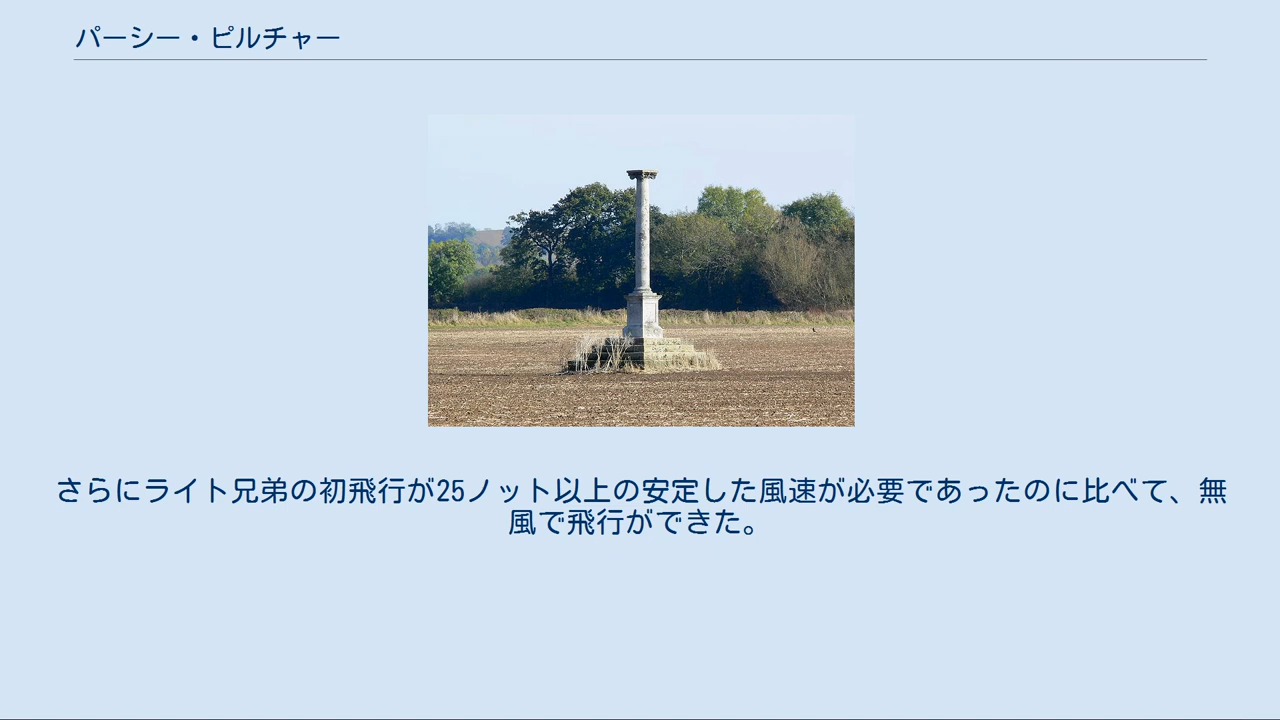 パーシー・ピルチャー
さらにライト兄弟の初飛行が25ノット以上の安定した風速が必要であったのに比べて、無
風で飛行ができた。